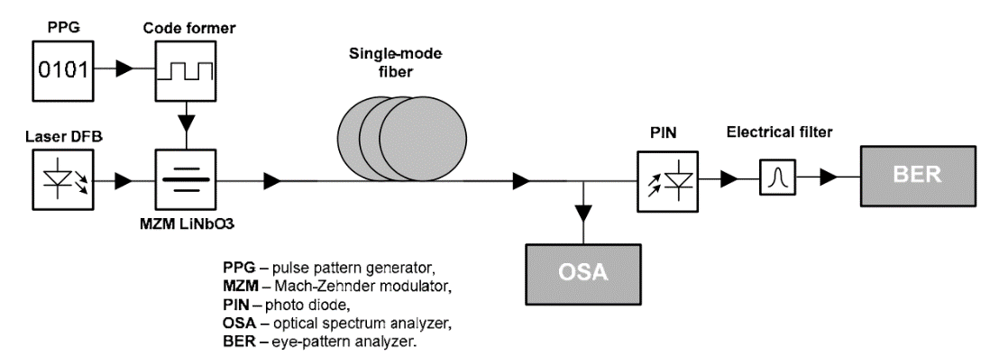 PPG
Code former
0101
Single-mode
fiber
Laser DFB
MZM LiNbO3
PIN
Electrical filter
BER
OSA
PPG – pulse pattern generator,
MZM – Mach-Zehnder modulator,
PIN – photo diode,
OSA – optical spectrum analyzer,
BER – eye-pattern analyzer.